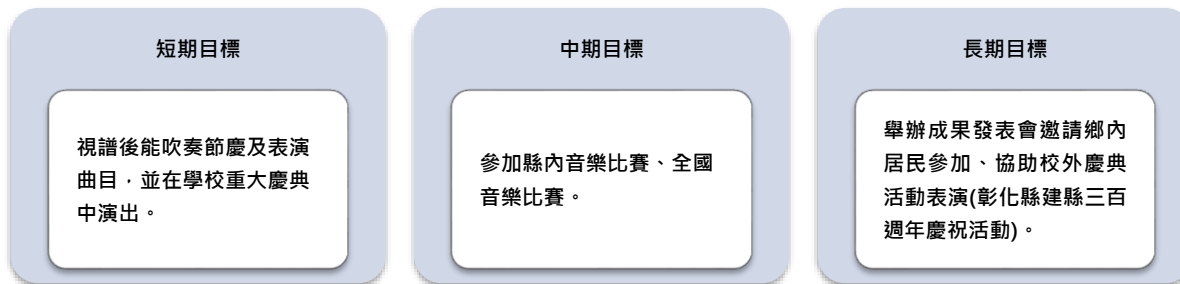 短期目標
視譜後能吹奏節慶及表演
曲目，並在學校重大慶典
中演出。
中期目標
參加縣內音樂比賽、全國
音樂比賽。
長期目標
舉辦成果發表會邀請鄉內
居民參加、協助校外慶典
活動表演(彰化縣建縣三百
週年慶祝活動)。